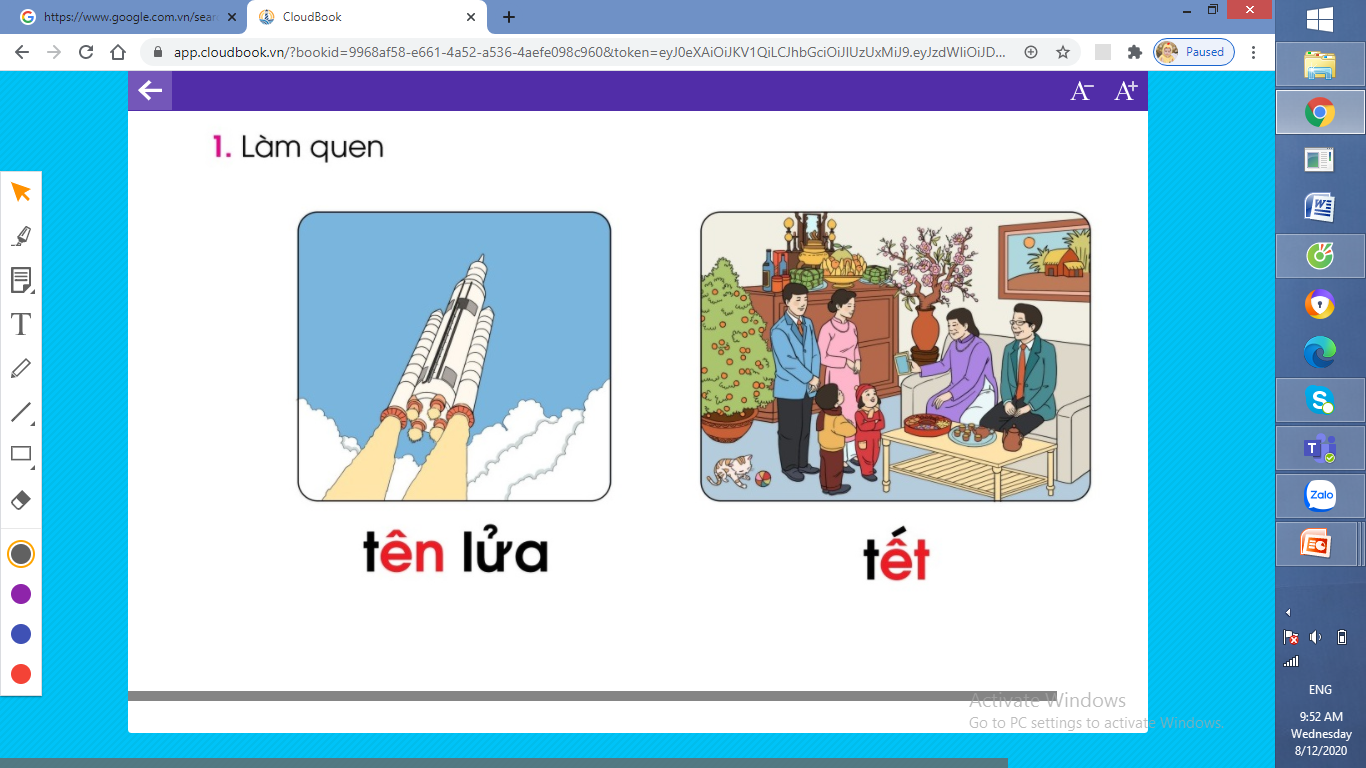 https://www.google.com.vn/sear
CloudBook
app.cloudbook.vn/?bookid=9968af58-e661-4a52-a536-4aefe098c960&token=eyJ0eXAiOiJKV1QiLCJhbGciOiJIUzUxMiJ9.eyJzdWIiOiJD...
Paused
A- A+
1. Làm quen
tên lửa
tết
T
Zalo
Activate Windows
Go to PC settings to activate Windows.
ENG
9:52 AM
Wednesday
8/12/2020